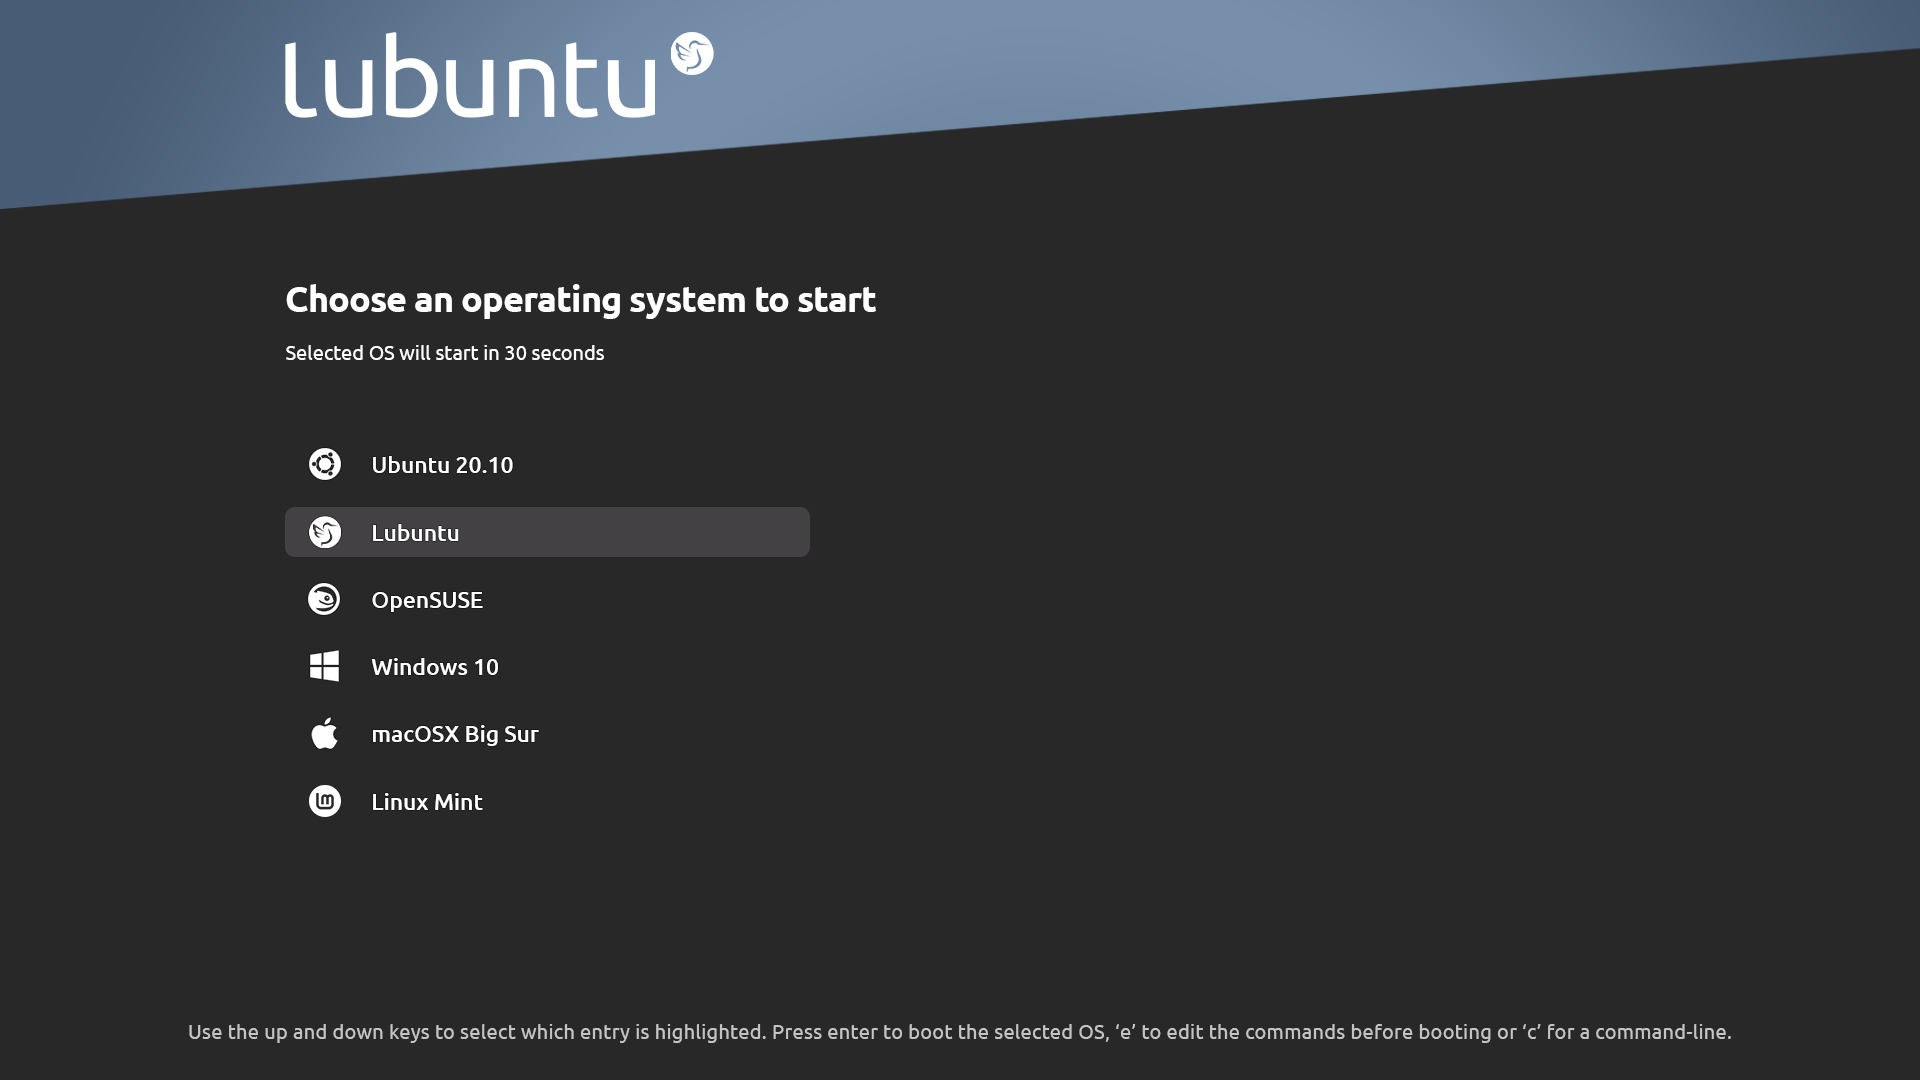 lubuntu
Choose an operating system to start
Selected OS will start in 30 seconds
Ubuntu 20.10
Lubuntu
OpenSUSE
Windows 10
macOSX Big Sur
Linux Mint
Use the up and down keys to select which entry is highlighted. Press enter to boot the selected OS, ‘e’ to edit the commands before booting or ‘c’ for a command-line.